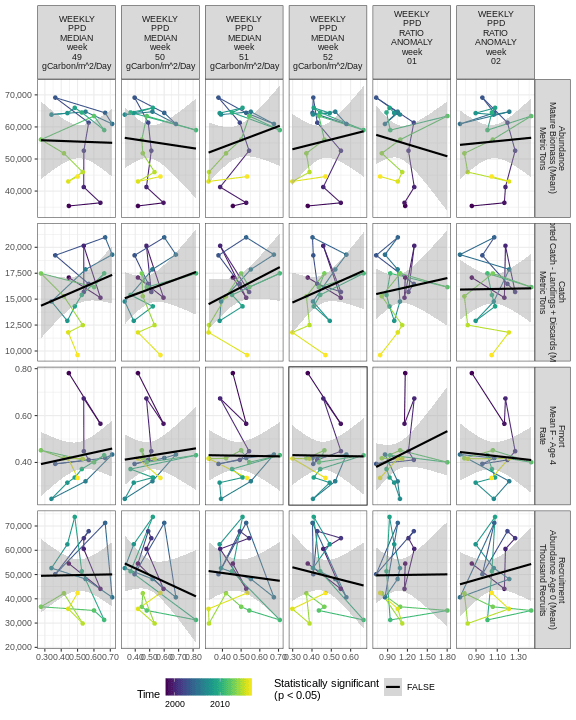 WEEKLY PPD MEDIAN week 49 gCarbon/m^2/Day
WEEKLY PPD MEDIAN week 50 gCarbon/m^2/Day
WEEKLY PPD MEDIAN week 51 gCarbon/m^2/Day
WEEKLY PPD MEDIAN week 52 gCarbon/m^2/Day
WEEKLY PPD RATIO ANOMALY week 01
WEEKLY PPD RATIO ANOMALY week 02
70,000
60,000
50,000
40,000
Abundance
Mature Biomass (Mean)
Metric Tons
20,000
17,500
15,000
12,500
10,000
Catch
Catch - Landings + Discards (M
Metric Tons
0.80
0.60
0.40
Fmort
Mean F - Age 4
Rate
70,000
60,000
50,000
40,000
30,000
20,000
Recruitment
Abundance Age 0 (Mean)
Thousand Recruits
0.30 0.40 0.50 0.60 0.70
0.40 0.50 0.60 0.70 0.80
0.40 0.50 0.60 0.70
0.30 0.40 0.50 0.60
0.90 1.20 1.50 1.80
0.90 1.10 1.30
Time
2000 2010
Statistically significant
(p < 0.05)
FALSE